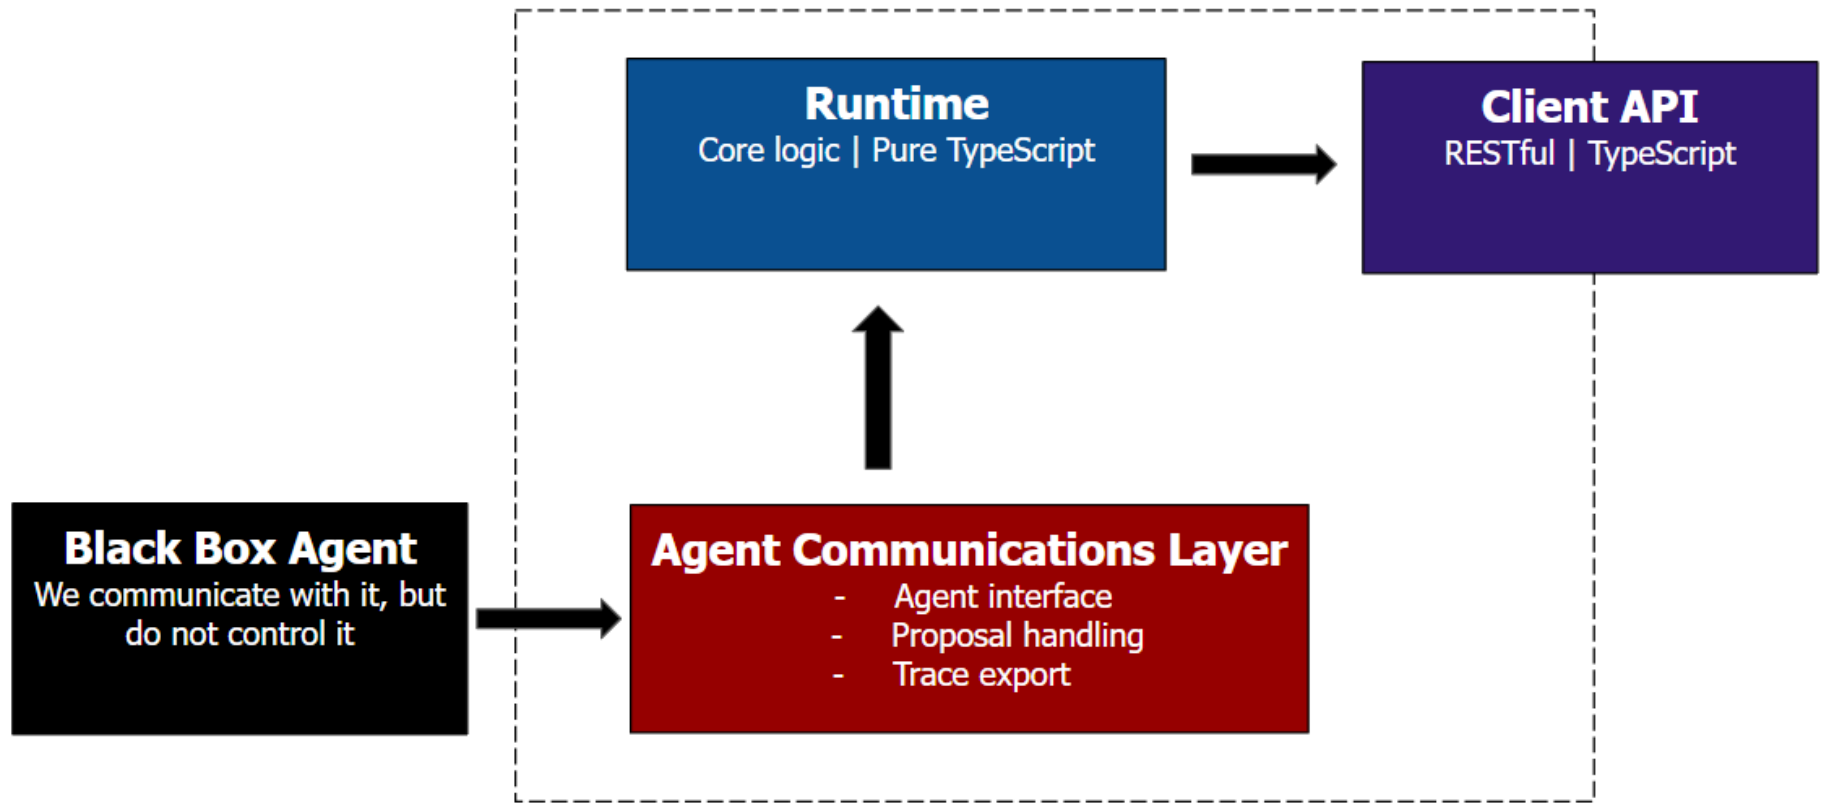 Runtime
Core logic | Pure TypeScript
Client API
RESTful | TypeScript
Black Box Agent
We communicate with it, but
do not control it
Agent Communications Layer
- Agent interface
- Proposal handling
- Trace export